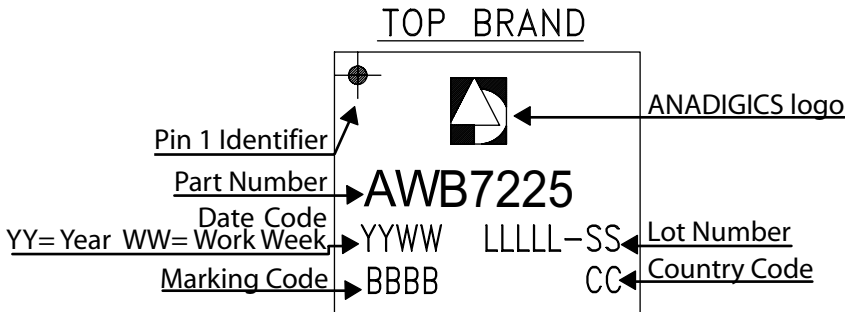 TOP BRAND
ANADIGICS logo
Pin 1 Identifier
Part Number
AWB7225
Date Code
YY= Year WW= Work Week
YYWW LLLLL-SS
Lot Number
Marking Code
BBBB CC
Country Code